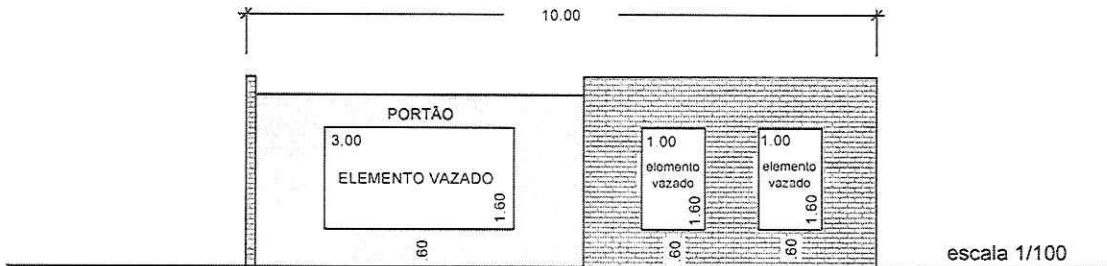 10.00
PORTÃO
3.00
ELEMENTO VAZADO
1.60
.60
1.00
elemento
vazado
1.60
.60
1.00
elemento
vazado
1.60
.60
escala 1/100